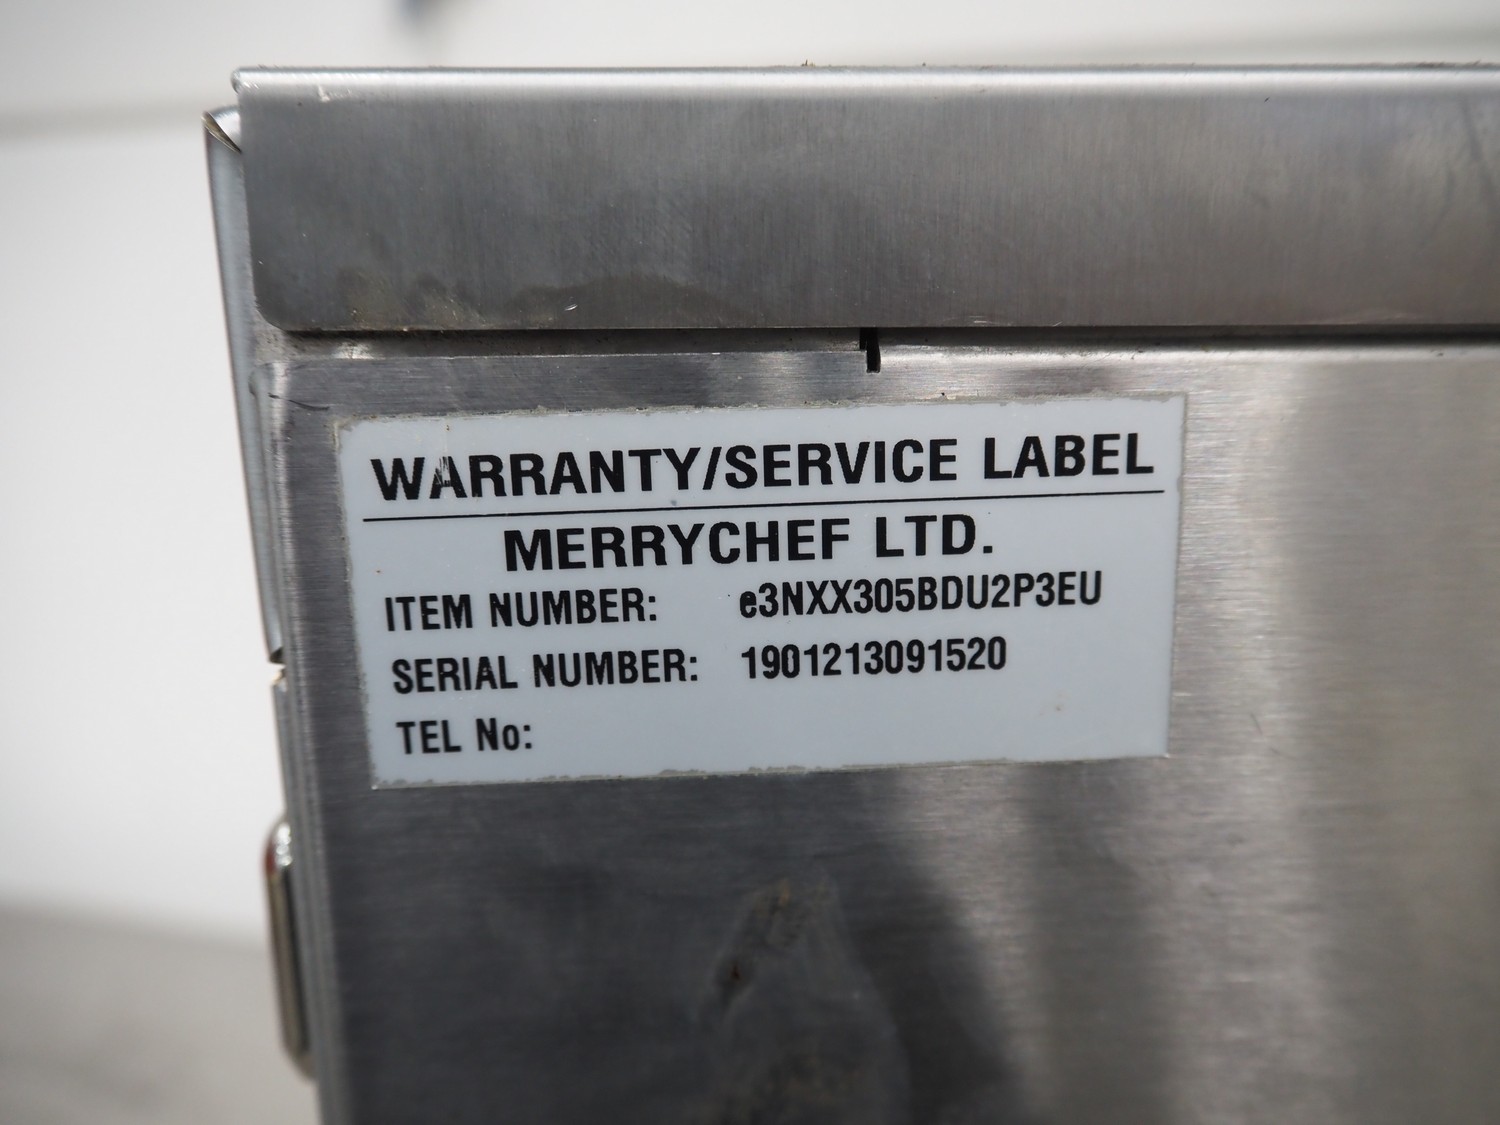 WARRANTY/SERVICE LABEL
MERRYCHEF LTD.
ITEM NUMBER: e3NXX305BDU2P3EU
SERIAL NUMBER: 1901213091520
TEL No: